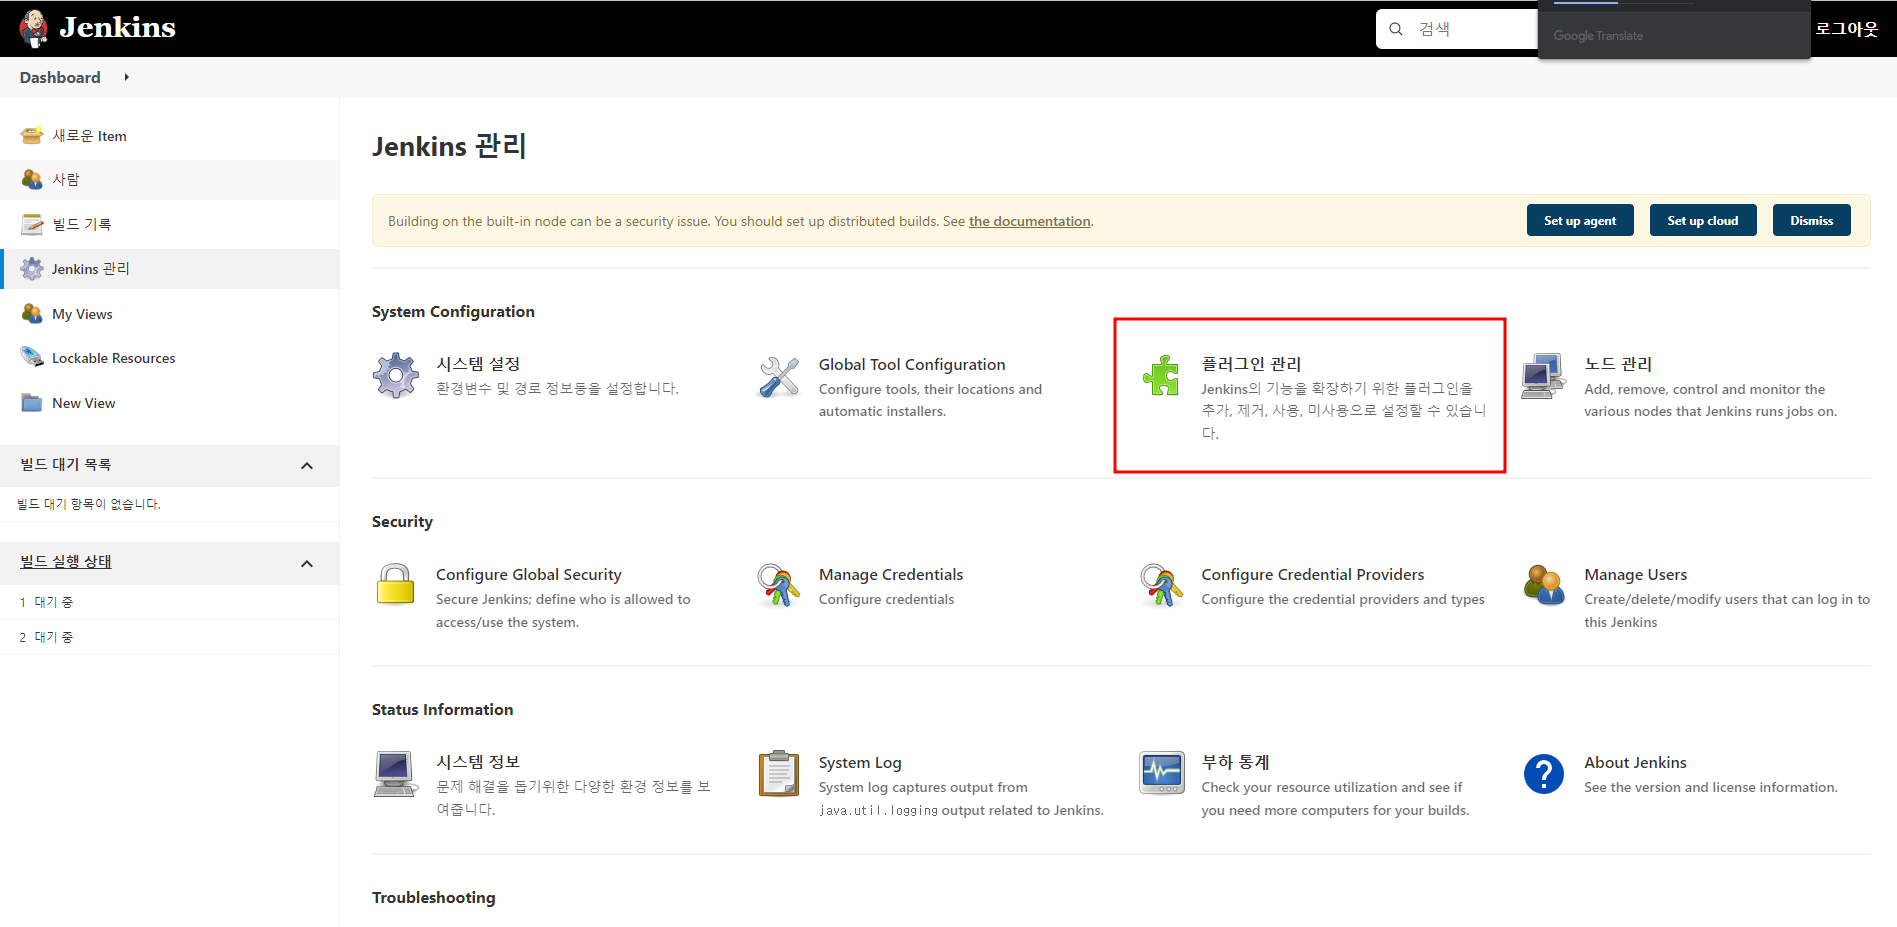 Jenkins
검색
Google Translate
로그아웃
Dashboard
새로운 Item
사람
빌드 기록
Jenkins 관리
My Views
Lockable Resources
New View
빌드 대기 목록
빌드 대기 항목이 없습니다.
빌드 실행 상태
1 대기 중
2 대기 중
Jenkins 관리
Building on the built-in node can be a security issue. You should set up distributed builds. See the documentation.
Set up agent
Set up cloud
Dismiss
System Configuration
시스템 설정
환경변수 및 경로 정보등을 설정합니다.
Global Tool Configuration
Configure tools, their locations and
automatic installers.
플러그인 관리
Jenkins의 기능을 확장하기 위한 플러그인을
추가, 제거, 사용, 미사용으로 설정할 수 있습니
다.
노드 관리
Add, remove, control and monitor the
various nodes that Jenkins runs jobs on.
Security
Configure Global Security
Secure Jenkins; define who is allowed to
access/use the system.
Manage Credentials
Configure credentials
Configure Credential Providers
Configure the credential providers and types
Manage Users
Create/delete/modify users that can log in to
this Jenkins
Status Information
시스템 정보
문제 해결을 돕기위한 다양한 환경 정보를 보
여줍니다.
System Log
System log captures output from
java.util.logging output related to Jenkins.
부하 통계
Check your resource utilization and see if
you need more computers for your builds.
About Jenkins
See the version and license information.
Troubleshooting